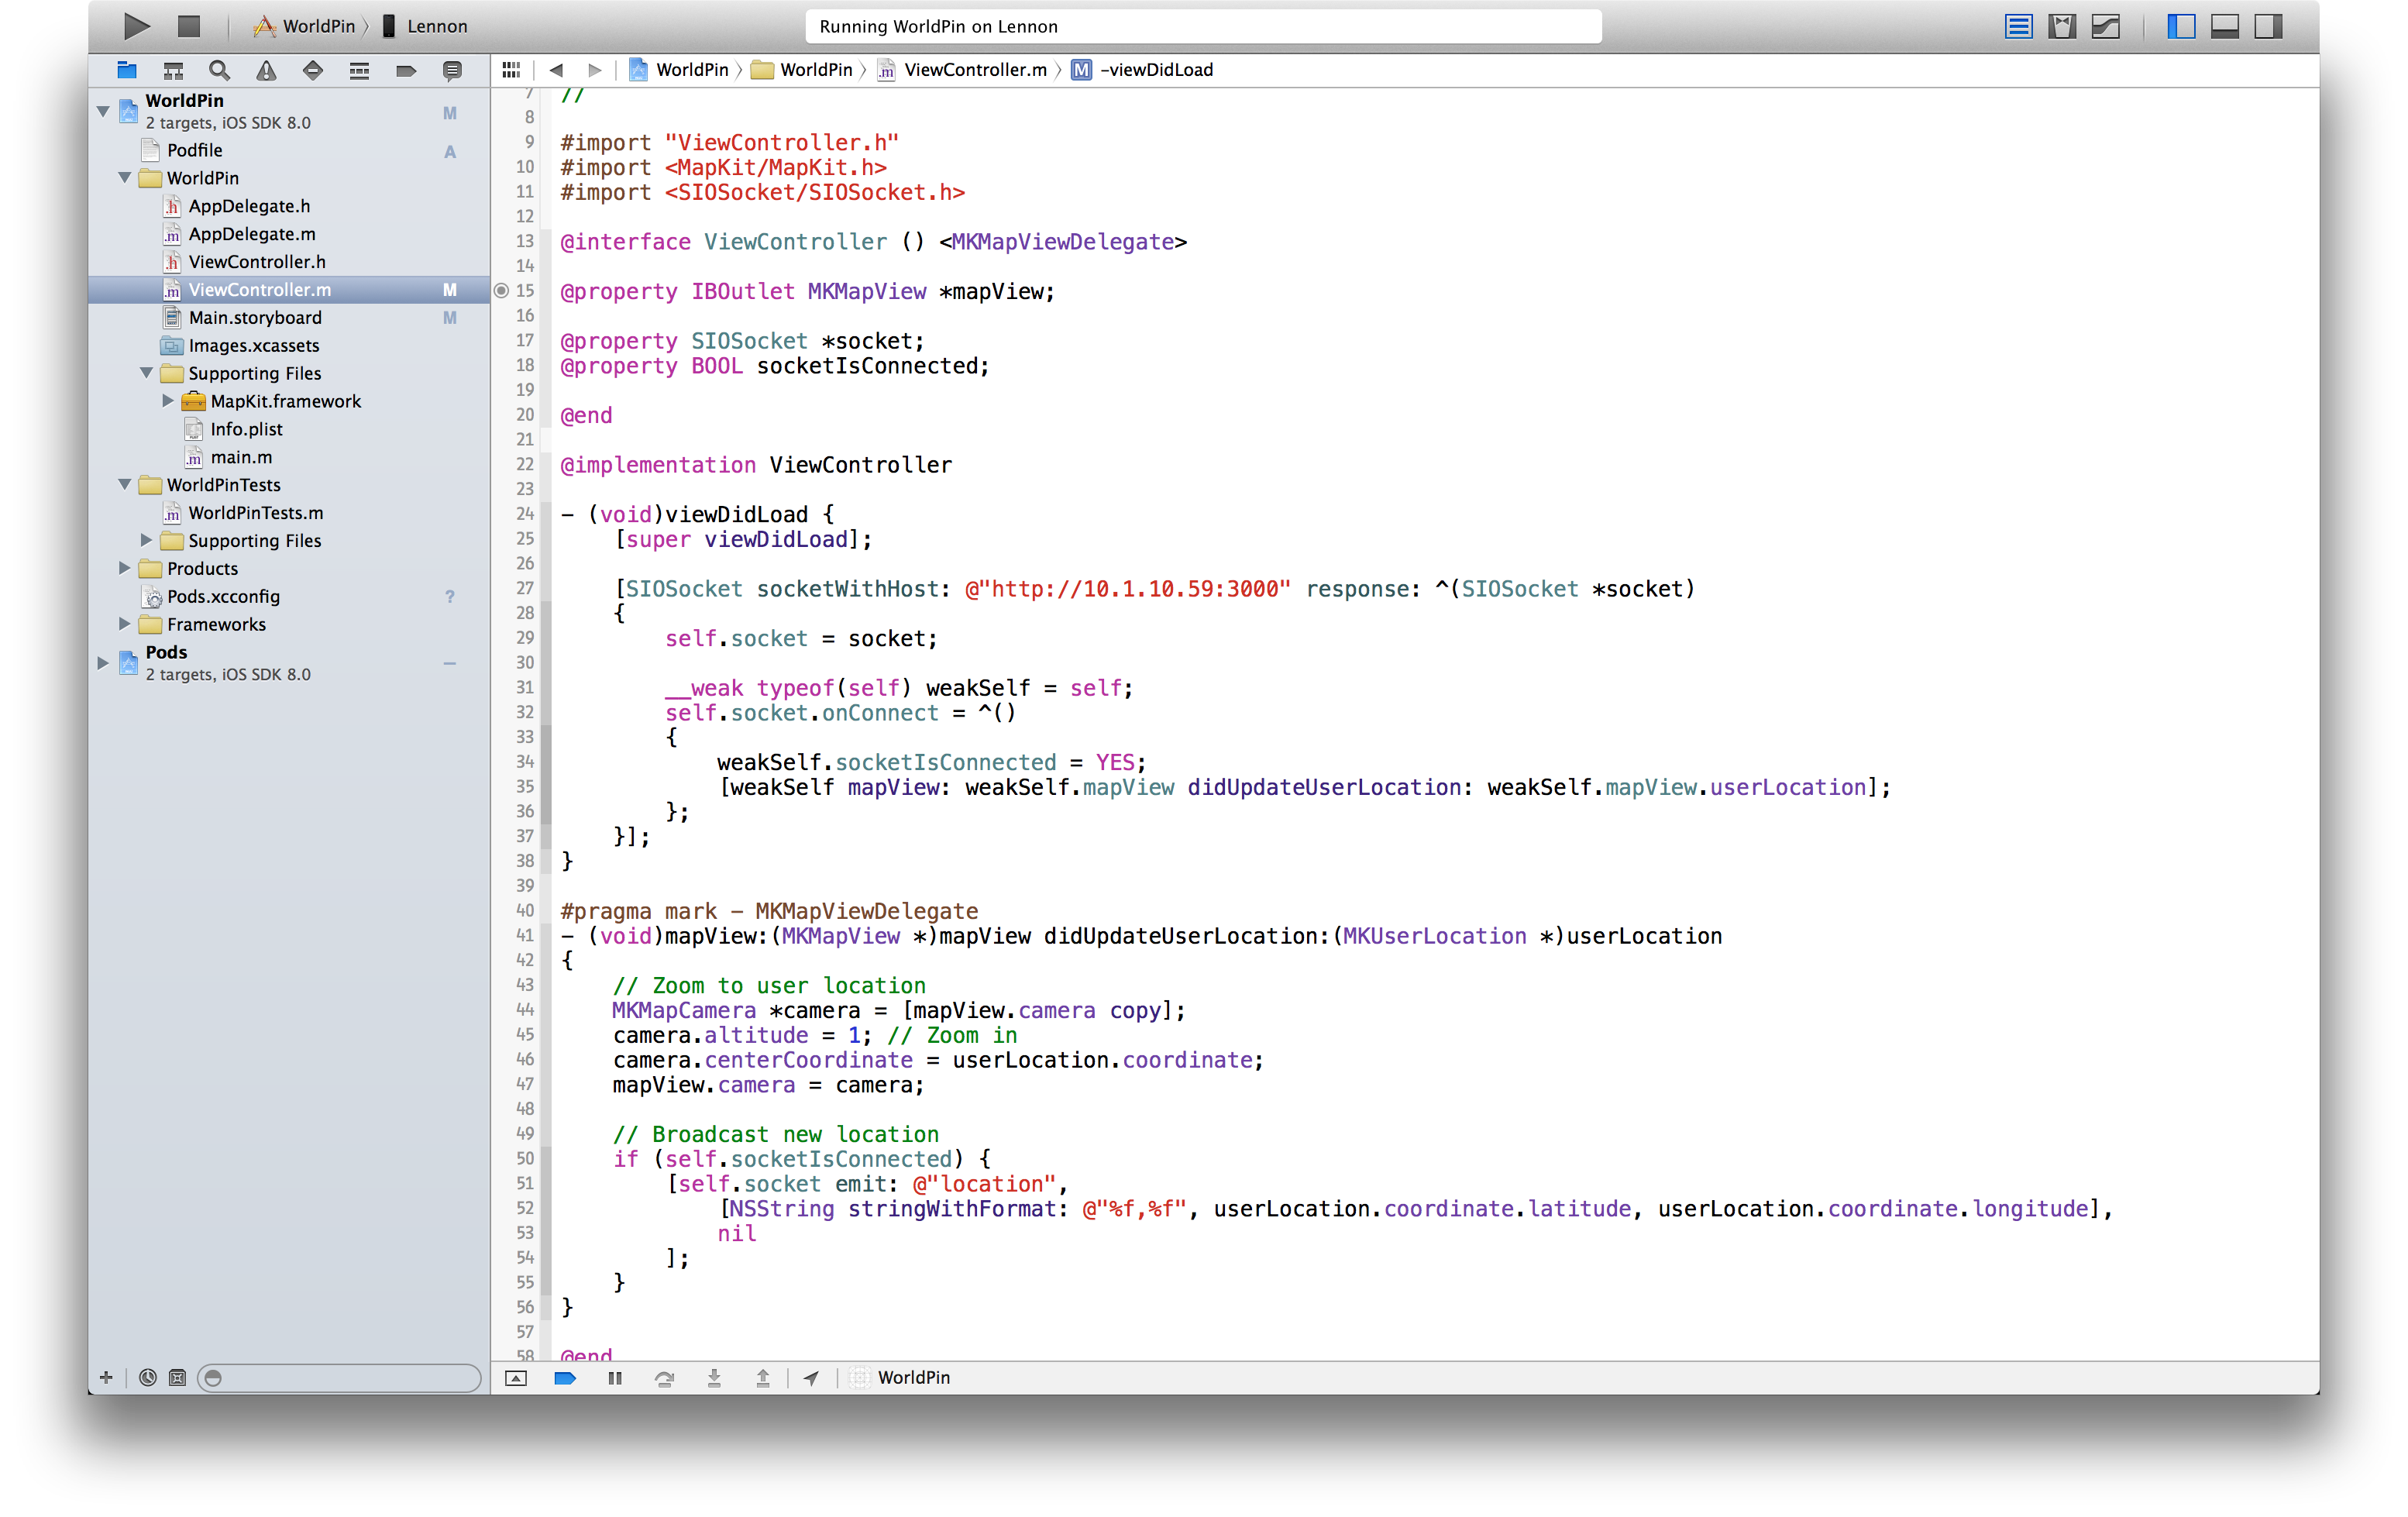 WorldPin 〉 Lennon
Running WorldPin on Lennon
WorldPin 〉 WorldPin 〉 ViewController.m 〉 M -viewDidLoad
WorldPin M
2 targets, iOS SDK 8.0
Podfile A
WorldPin
.h AppDelegate.h
.m AppDelegate.m
.h ViewController.h
.m ViewController.m M
Main.storyboard M
Images.xcassets
Supporting Files
MapKit.framework
Info.plist
.m main.m
WorldPinTests
.m WorldPinTests.m
Supporting Files
Products
Pods.xcconfig ?
Frameworks
Pods –
2 targets, iOS SDK 8.0
7 //
8
9 #import "ViewController.h"
10 #import <MapKit/MapKit.h>
11 #import <SIOSocket/SIOSocket.h>
12
13 @interface ViewController () <MKMapViewDelegate>
14
15 @property IBOutlet MKMapView *mapView;
16
17 @property SIOSocket *socket;
18 @property BOOL socketIsConnected;
19
20 @end
21
22 @implementation ViewController
23
24 - (void)viewDidLoad {
25     [super viewDidLoad];
26
27     [SIOSocket socketWithHost: @"http://10.1.10.59:3000" response: ^(SIOSocket *socket)
28     {
29         self.socket = socket;
30
31         __weak typeof(self) weakSelf = self;
32         self.socket.onConnect = ^()
33         {
34             weakSelf.socketIsConnected = YES;
35             [weakSelf mapView: weakSelf.mapView didUpdateUserLocation: weakSelf.mapView.userLocation];
36         };
37     }];
38 }
39
40 #pragma mark - MKMapViewDelegate
41 - (void)mapView:(MKMapView *)mapView didUpdateUserLocation:(MKUserLocation *)userLocation
42 {
43     // Zoom to user location
44     MKMapCamera *camera = [mapView.camera copy];
45     camera.altitude = 1; // Zoom in
46     camera.centerCoordinate = userLocation.coordinate;
47     mapView.camera = camera;
48
49     // Broadcast new location
50     if (self.socketIsConnected) {
51         [self.socket emit: @"location",
52             [NSString stringWithFormat: @"%f,%f", userLocation.coordinate.latitude, userLocation.coordinate.longitude],
53             nil
54         ];
55     }
56 }
57
58 @end
WorldPin